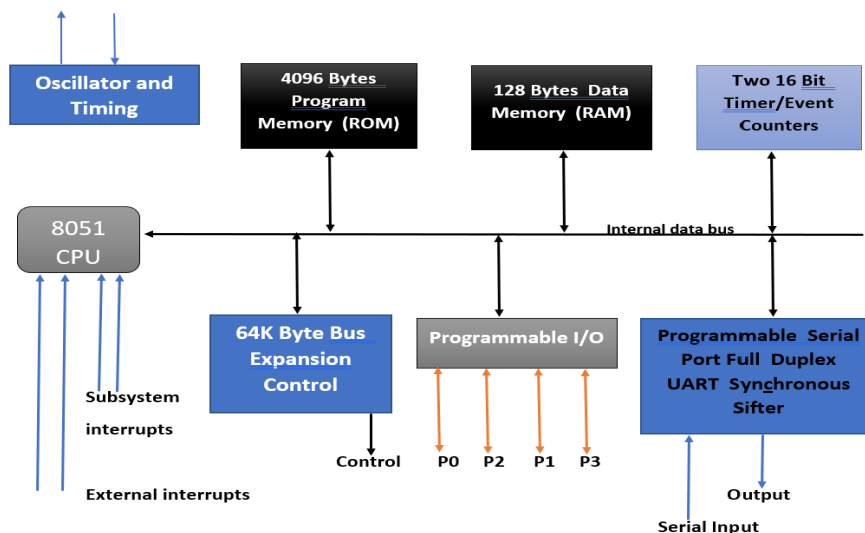 Oscillator and
Timing
4096 Bytes
Program
Memory (ROM)
128 Bytes Data
Memory (RAM)
Two 16 Bit
Timer/Event
Counters
8051
CPU
Internal data bus
64K Byte Bus
Expansion
Control
Programmable I/O
Programmable Serial
Port Full Duplex
UART Synchronous
Sifter
Subsystem
interrupts
Control
P0
P2
P1
P3
External interrupts
Output
Serial Input